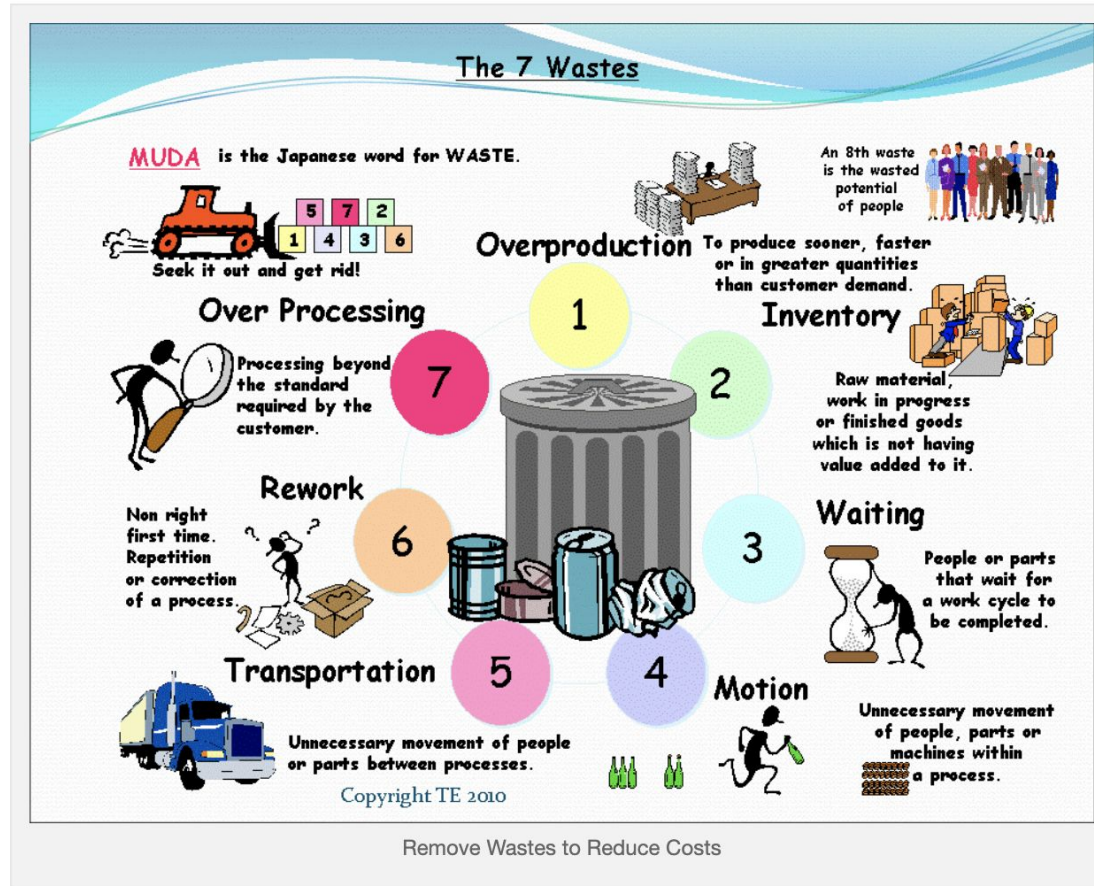 The 7 Wastes
MUDA is the Japanese word for WASTE.
5 7 2
1 4 3 6
Seek it out and get rid!
An 8th waste
is the wasted
potential
of people
Overproduction
To produce sooner, faster
or in greater quantities
than customer demand.
1
Inventory
Raw material,
work in progress
or finished goods
which is not having
value added to it.
2
Waiting
People or parts
that wait for
a work cycle to
be completed.
3
Motion
Unnecessary movement
of people, parts or
machines within
a process.
4
Transportation
Unnecessary movement of people
or parts between processes.
5
Rework
Non right
first time.
Repetition
or correction
of a process.
? ?
6
Over Processing
Processing beyond
the standard
required by the
customer.
7
Copyright TE 2010
Remove Wastes to Reduce Costs